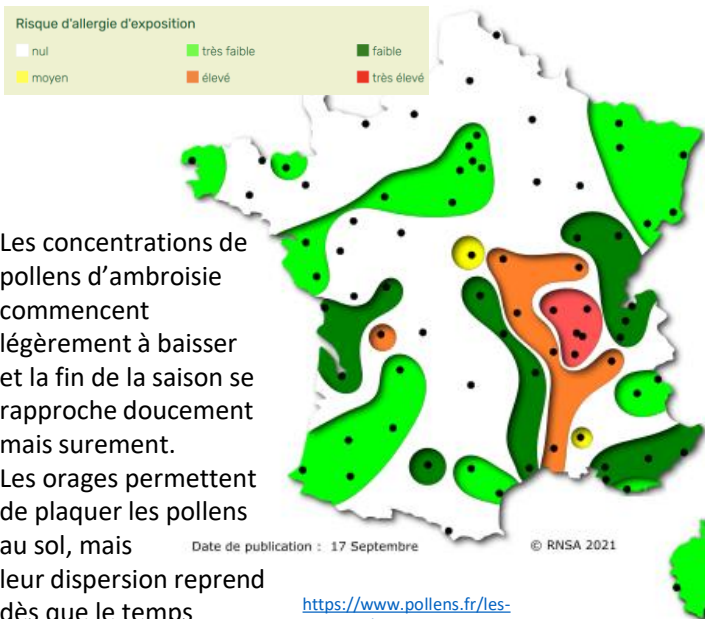 Risque d'allergie d'exposition
nul
très faible
faible
moyen
élevé
très élevé
Les concentrations de
pollens d'ambroisie
commencent
légèrement à baisser
et la fin de la saison se
rapproche doucement
mais surement.
Les orages permettent
de plaquer les pollens
au sol, mais
leur dispersion reprend
dès que le temps
Date de publication : 17 Septembre
© RNSA 2021
https://www.pollens.fr/les-